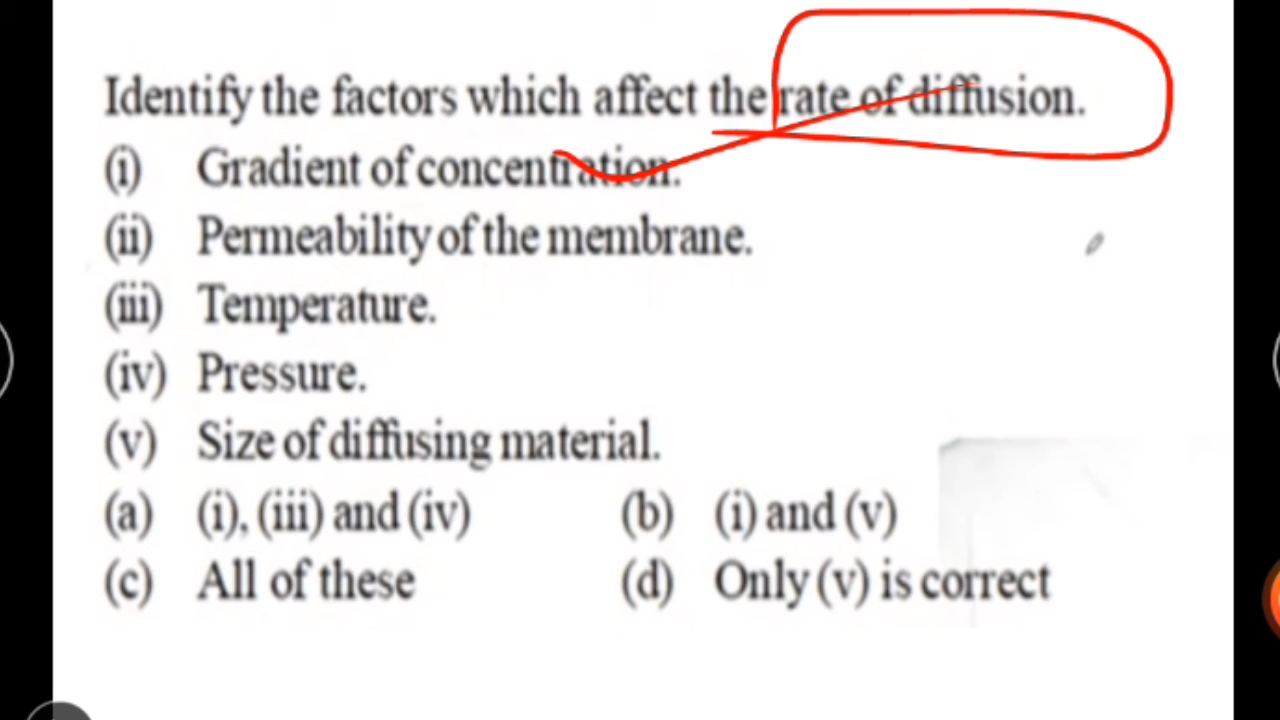 Identify the factors which affect the rate of diffusion.
(i) Gradient of concentration.
(ii) Permeability of the membrane.
(iii) Temperature.
(iv) Pressure.
(v) Size of diffusing material.
(a) (i), (iii) and (iv) (b) (i) and (v)
(c) All of these (d) Only (v) is correct